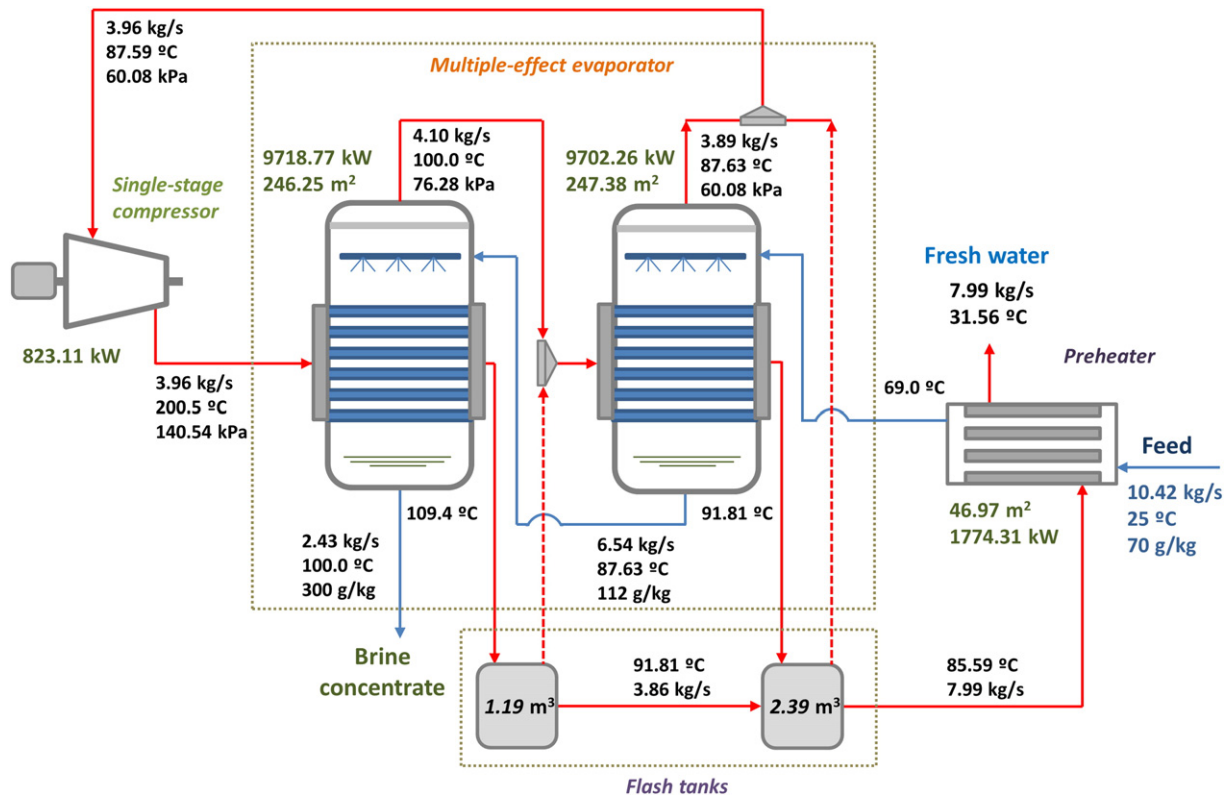 3.96 kg/s
87.59 ºC
60.08 kPa
Multiple-effect evaporator
4.10 kg/s
100.0 ºC
76.28 kPa
3.89 kg/s
87.63 ºC
60.08 kPa
9718.77 kW
246.25 m²
9702.26 kW
247.38 m²
Single-stage
compressor
823.11 kW
3.96 kg/s
200.5 ºC
140.54 kPa
Fresh water
7.99 kg/s
31.56 ºC
Preheater
69.0 ºC
Feed
10.42 kg/s
25 ºC
70 g/kg
46.97 m²
1774.31 kW
109.4 ºC
91.81 ºC
2.43 kg/s
100.0 ºC
300 g/kg
6.54 kg/s
87.63 ºC
112 g/kg
Brine
concentrate
1.19 m³
91.81 ºC
3.86 kg/s
2.39 m³
85.59 ºC
7.99 kg/s
Flash tanks